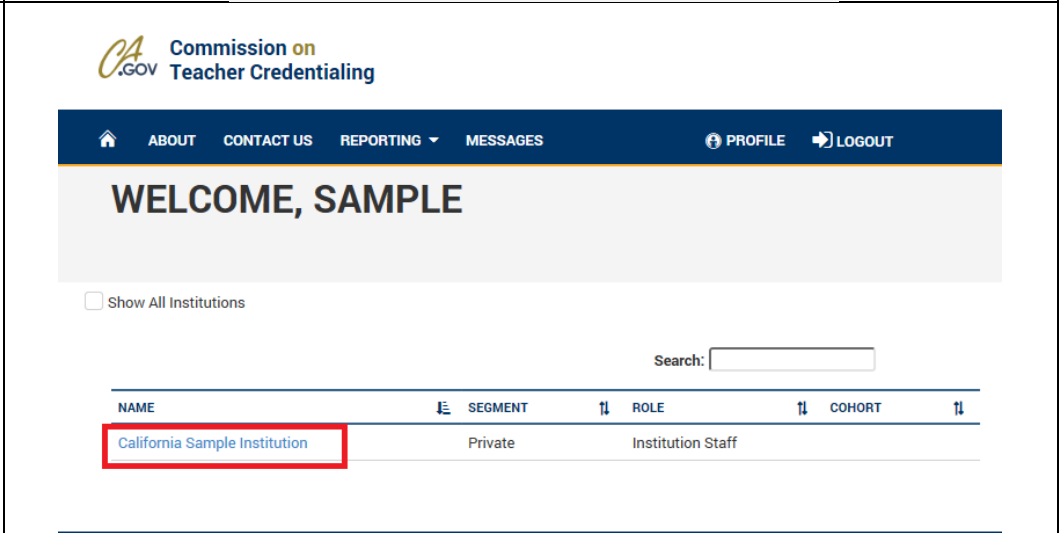 CA.GOV Commission on
Teacher Credentialing
ABOUT CONTACT US REPORTING MESSAGES PROFILE LOGOUT
WELCOME, SAMPLE
Show All Institutions
Search:
NAME SEGMENT ROLE COHORT
California Sample Institution Private Institution Staff